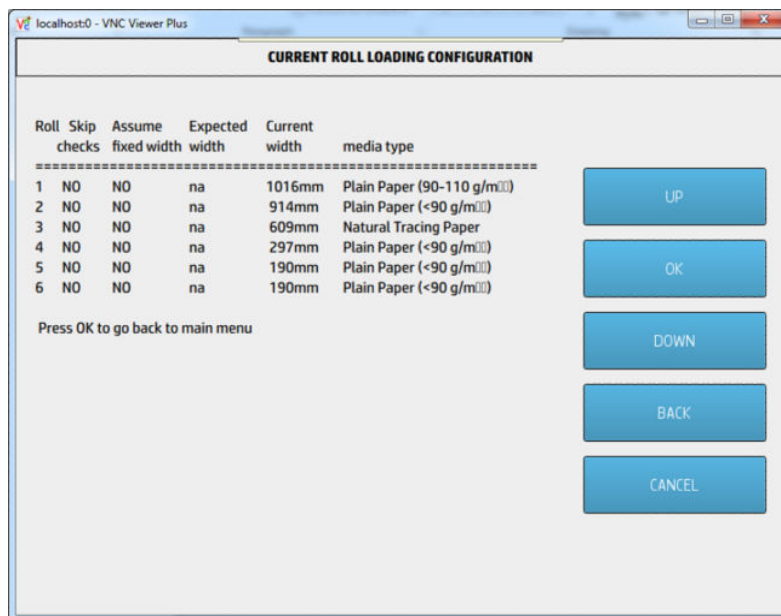 localhost:0 - VNC Viewer Plus
CURRENT ROLL LOADING CONFIGURATION
Roll Skip Assume Expected Current
checks fixed width width width media type
==============================================================
1 NO NO na 1016mm Plain Paper (90-110 g/m▯▯)
2 NO NO na 914mm Plain Paper (<90 g/m▯▯)
3 NO NO na 609mm Natural Tracing Paper
4 NO NO na 297mm Plain Paper (<90 g/m▯▯)
5 NO NO na 190mm Plain Paper (<90 g/m▯▯)
6 NO NO na 190mm Plain Paper (<90 g/m▯▯)
Press OK to go back to main menu
UP
OK
DOWN
BACK
CANCEL